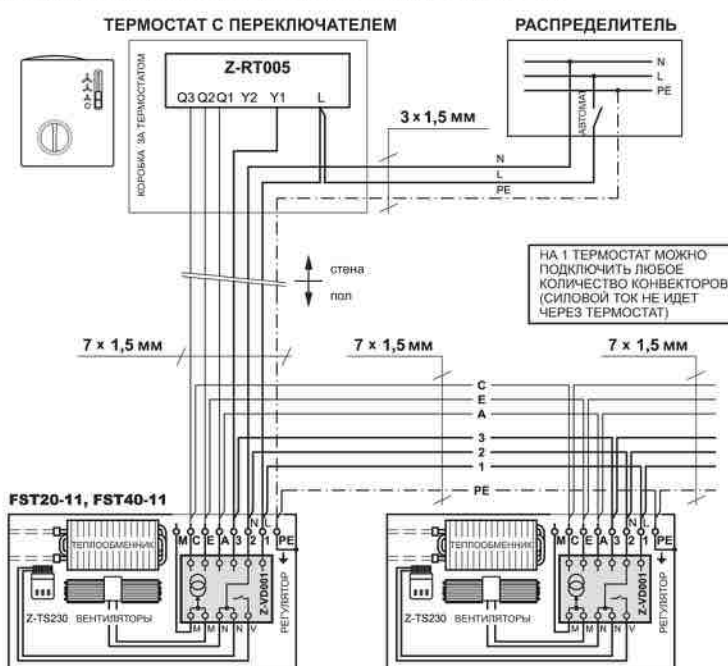 ТЕРМОСТАТ С ПЕРЕКЛЮЧАТЕЛЕМ
РАСПРЕДЕЛИТЕЛЬ
Z-RT005
Q3 Q2 Q1 Y2 Y1 L
КОРОБКА ЗА ТЕРМОСТАТОМ
N
L
PE
АВТОМАТ
3 x 1,5 мм
N
L
PE
стена
пол
НА 1 ТЕРМОСТАТ МОЖНО
ПОДКЛЮЧИТЬ ЛЮБОЕ
КОЛИЧЕСТВО КОНВЕКТОРОВ
(СИЛОВОЙ ТОК НЕ ИДЕТ
ЧЕРЕЗ ТЕРМОСТАТ)
7 x 1,5 мм
7 x 1,5 мм
7 x 1,5 мм
C
E
A
3
2
1
PE
FST20-11, FST40-11
N L
M C E A 3 2 1 PE
ТЕПЛООБМЕННИК
Z-VD001
РЕГУЛЯТОР
Z-TS230 ВЕНТИЛЯТОРЫ
M M N N V
N L
M C E A 3 2 1 PE
ТЕПЛООБМЕННИК
Z-VD001
РЕГУЛЯТОР
Z-TS230 ВЕНТИЛЯТОРЫ
M M N N V